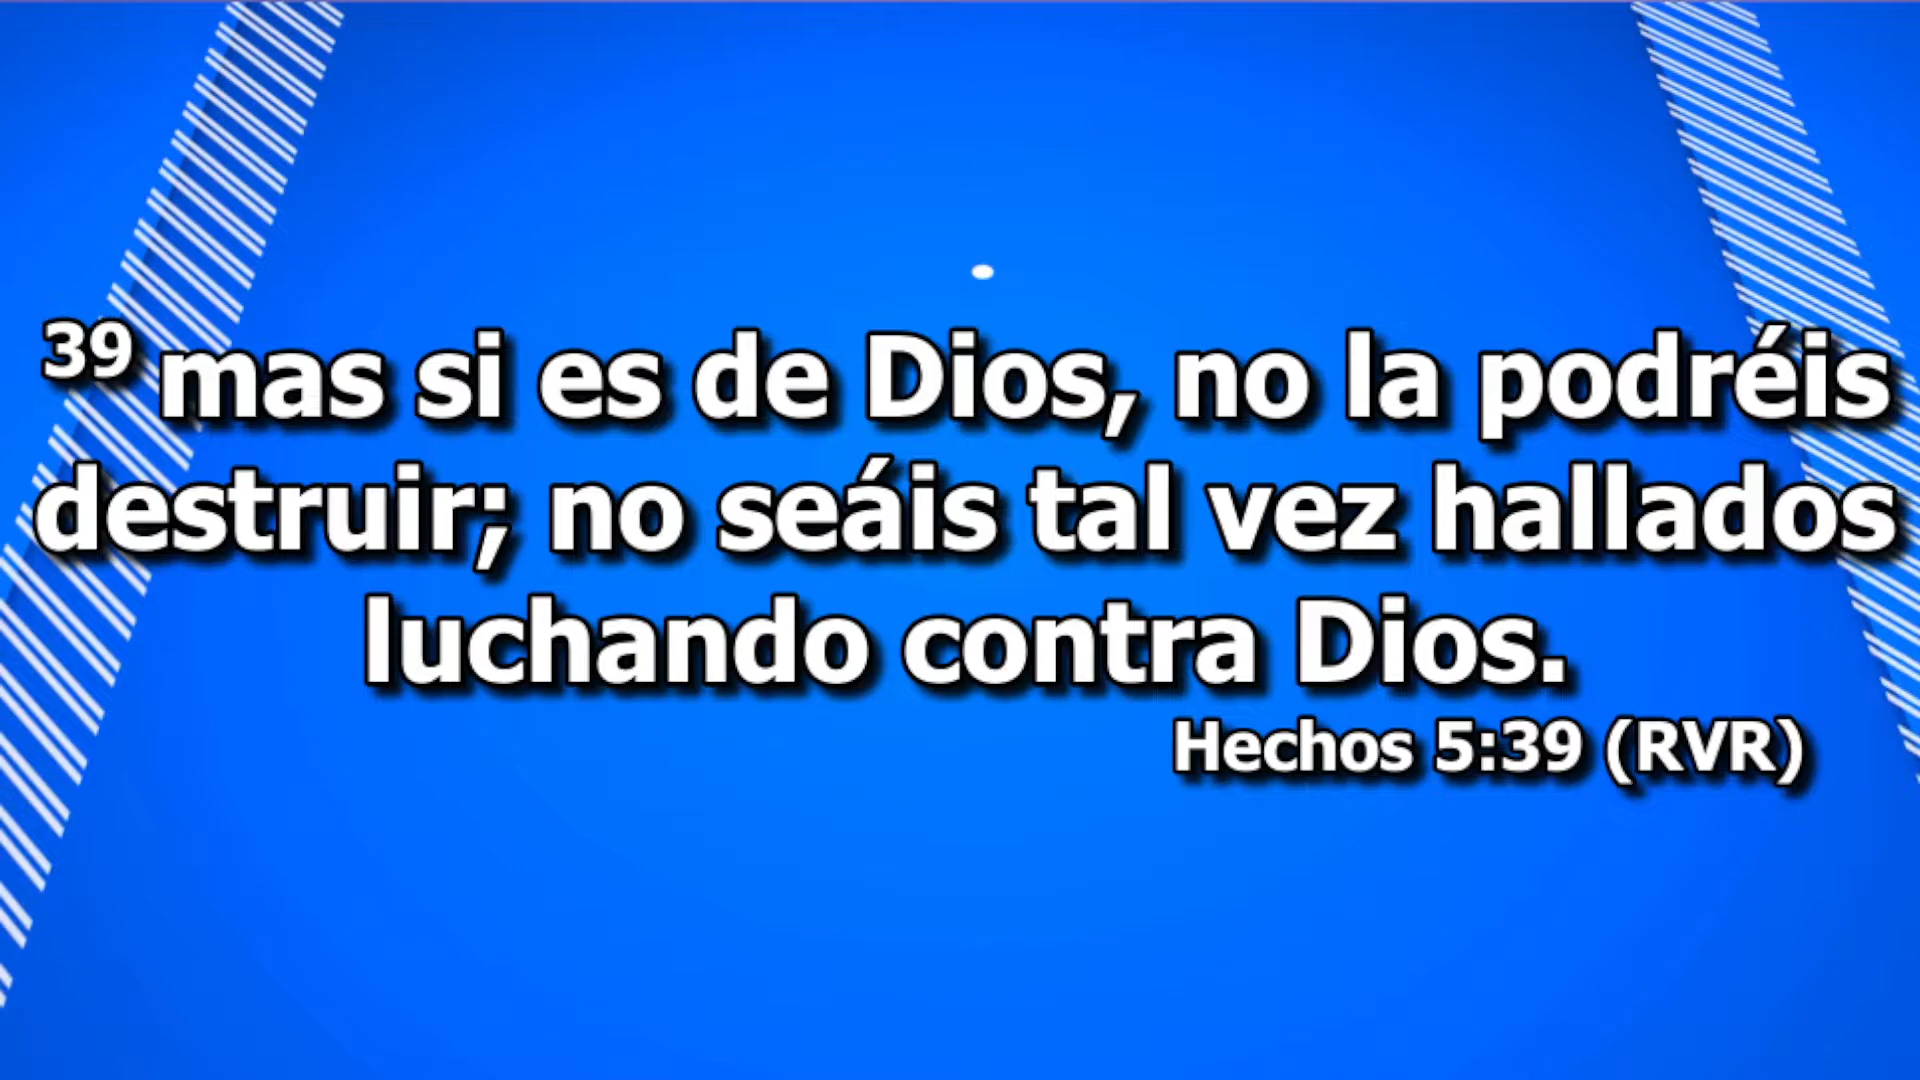 39 mas si es de Dios, no la podréis
destruir; no seáis tal vez hallados
luchando contra Dios.
Hechos 5:39 (RVR)